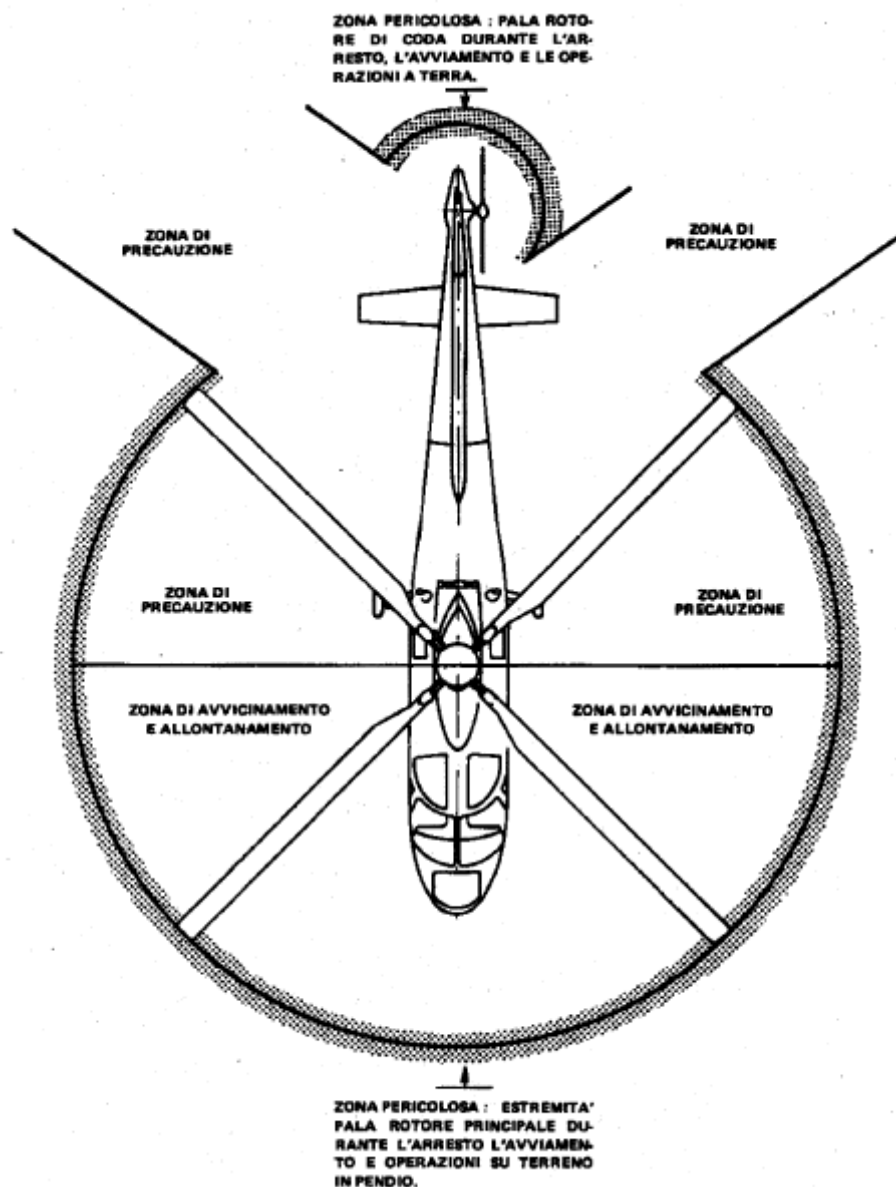 ZONA PERICOLOSA : PALA ROTO-
RE DI CODA DURANTE L'AR-
RESTO, L'AVVIAMENTO E LE OPE-
RAZIONI A TERRA.
ZONA DI
PRECAUZIONE
ZONA DI
PRECAUZIONE
ZONA DI
PRECAUZIONE
ZONA DI
PRECAUZIONE
ZONA DI AVVICINAMENTO
E ALLONTANAMENTO
ZONA DI AVVICINAMENTO
E ALLONTANAMENTO
ZONA PERICOLOSA : ESTREMITA'
PALA ROTORE PRINCIPALE DU-
RANTE L'ARRESTO L'AVVIAMEN-
TO E OPERAZIONI SU TERRENO
IN PENDIO.